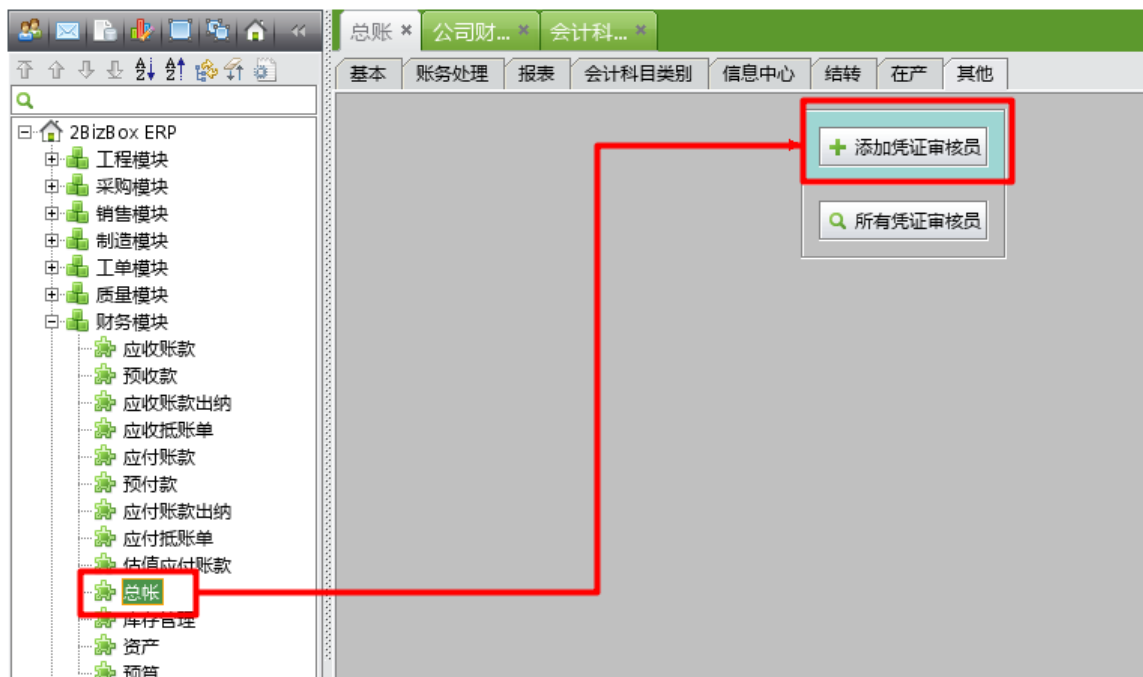 总账
公司财...
会计科...
基本
账务处理
报表
会计科目类别
信息中心
结转
在产
其他
添加凭证审核员
所有凭证审核员
2BizBox ERP
工程模块
采购模块
销售模块
制造模块
工单模块
质量模块
财务模块
应收账款
预收款
应收账款出纳
应收抵账单
应付账款
预付款
应付账款出纳
应付抵账单
估值应付账款
总帐
库存管理
资产
预算